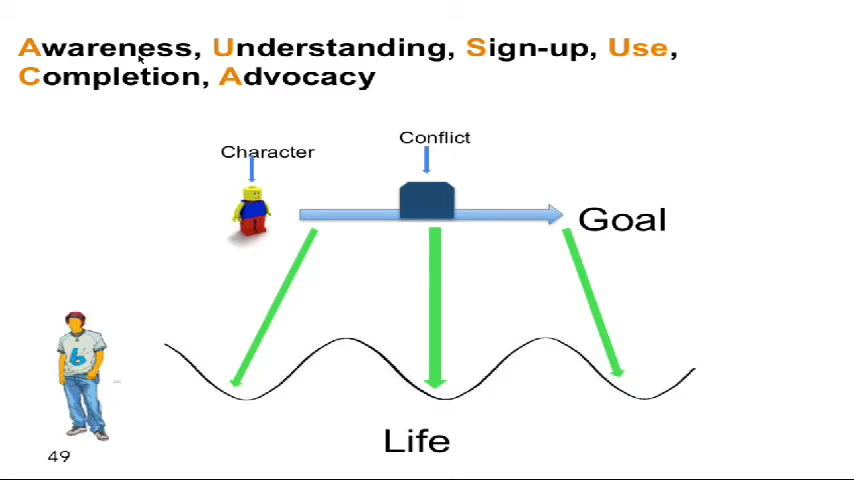 Awareness, Understanding, Sign-up, Use,
Completion, Advocacy
Conflict
Character
Goal
b
Life
49